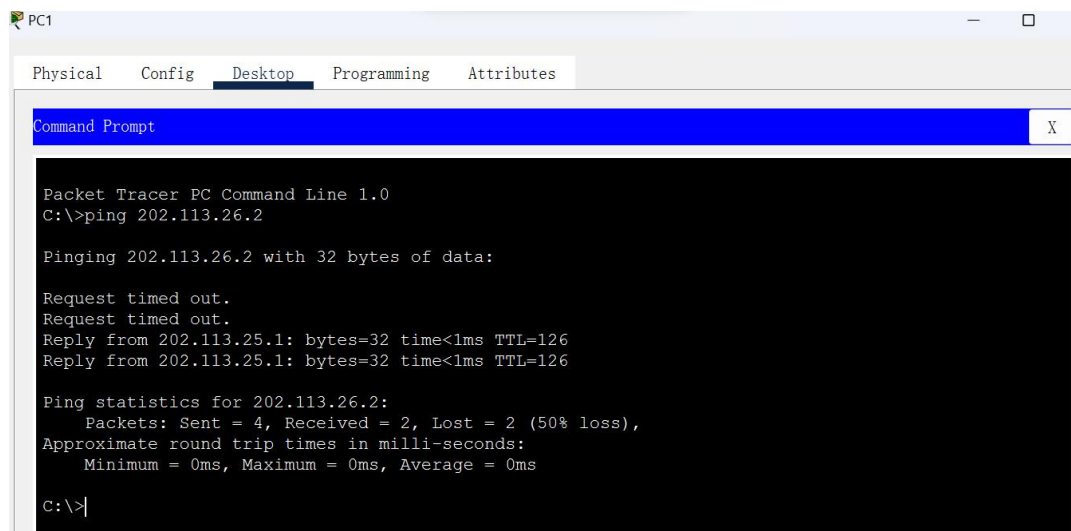 PC1
Physical Config Desktop Programming Attributes
Command Prompt X
Packet Tracer PC Command Line 1.0
C:\>ping 202.113.26.2
Pinging 202.113.26.2 with 32 bytes of data:
Request timed out.
Request timed out.
Reply from 202.113.25.1: bytes=32 time<1ms TTL=126
Reply from 202.113.25.1: bytes=32 time<1ms TTL=126
Ping statistics for 202.113.26.2:
Packets: Sent = 4, Received = 2, Lost = 2 (50% loss),
Approximate round trip times in milli-seconds:
Minimum = 0ms, Maximum = 0ms, Average = 0ms
C:\>